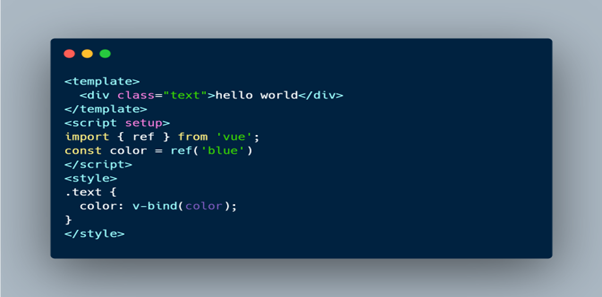 <template>
  <div class="text">hello world</div>
</template>
<script setup>
import { ref } from 'vue';
const color = ref('blue')
</script>
<style>
.text {
  color: v-bind(color);
}
</style>